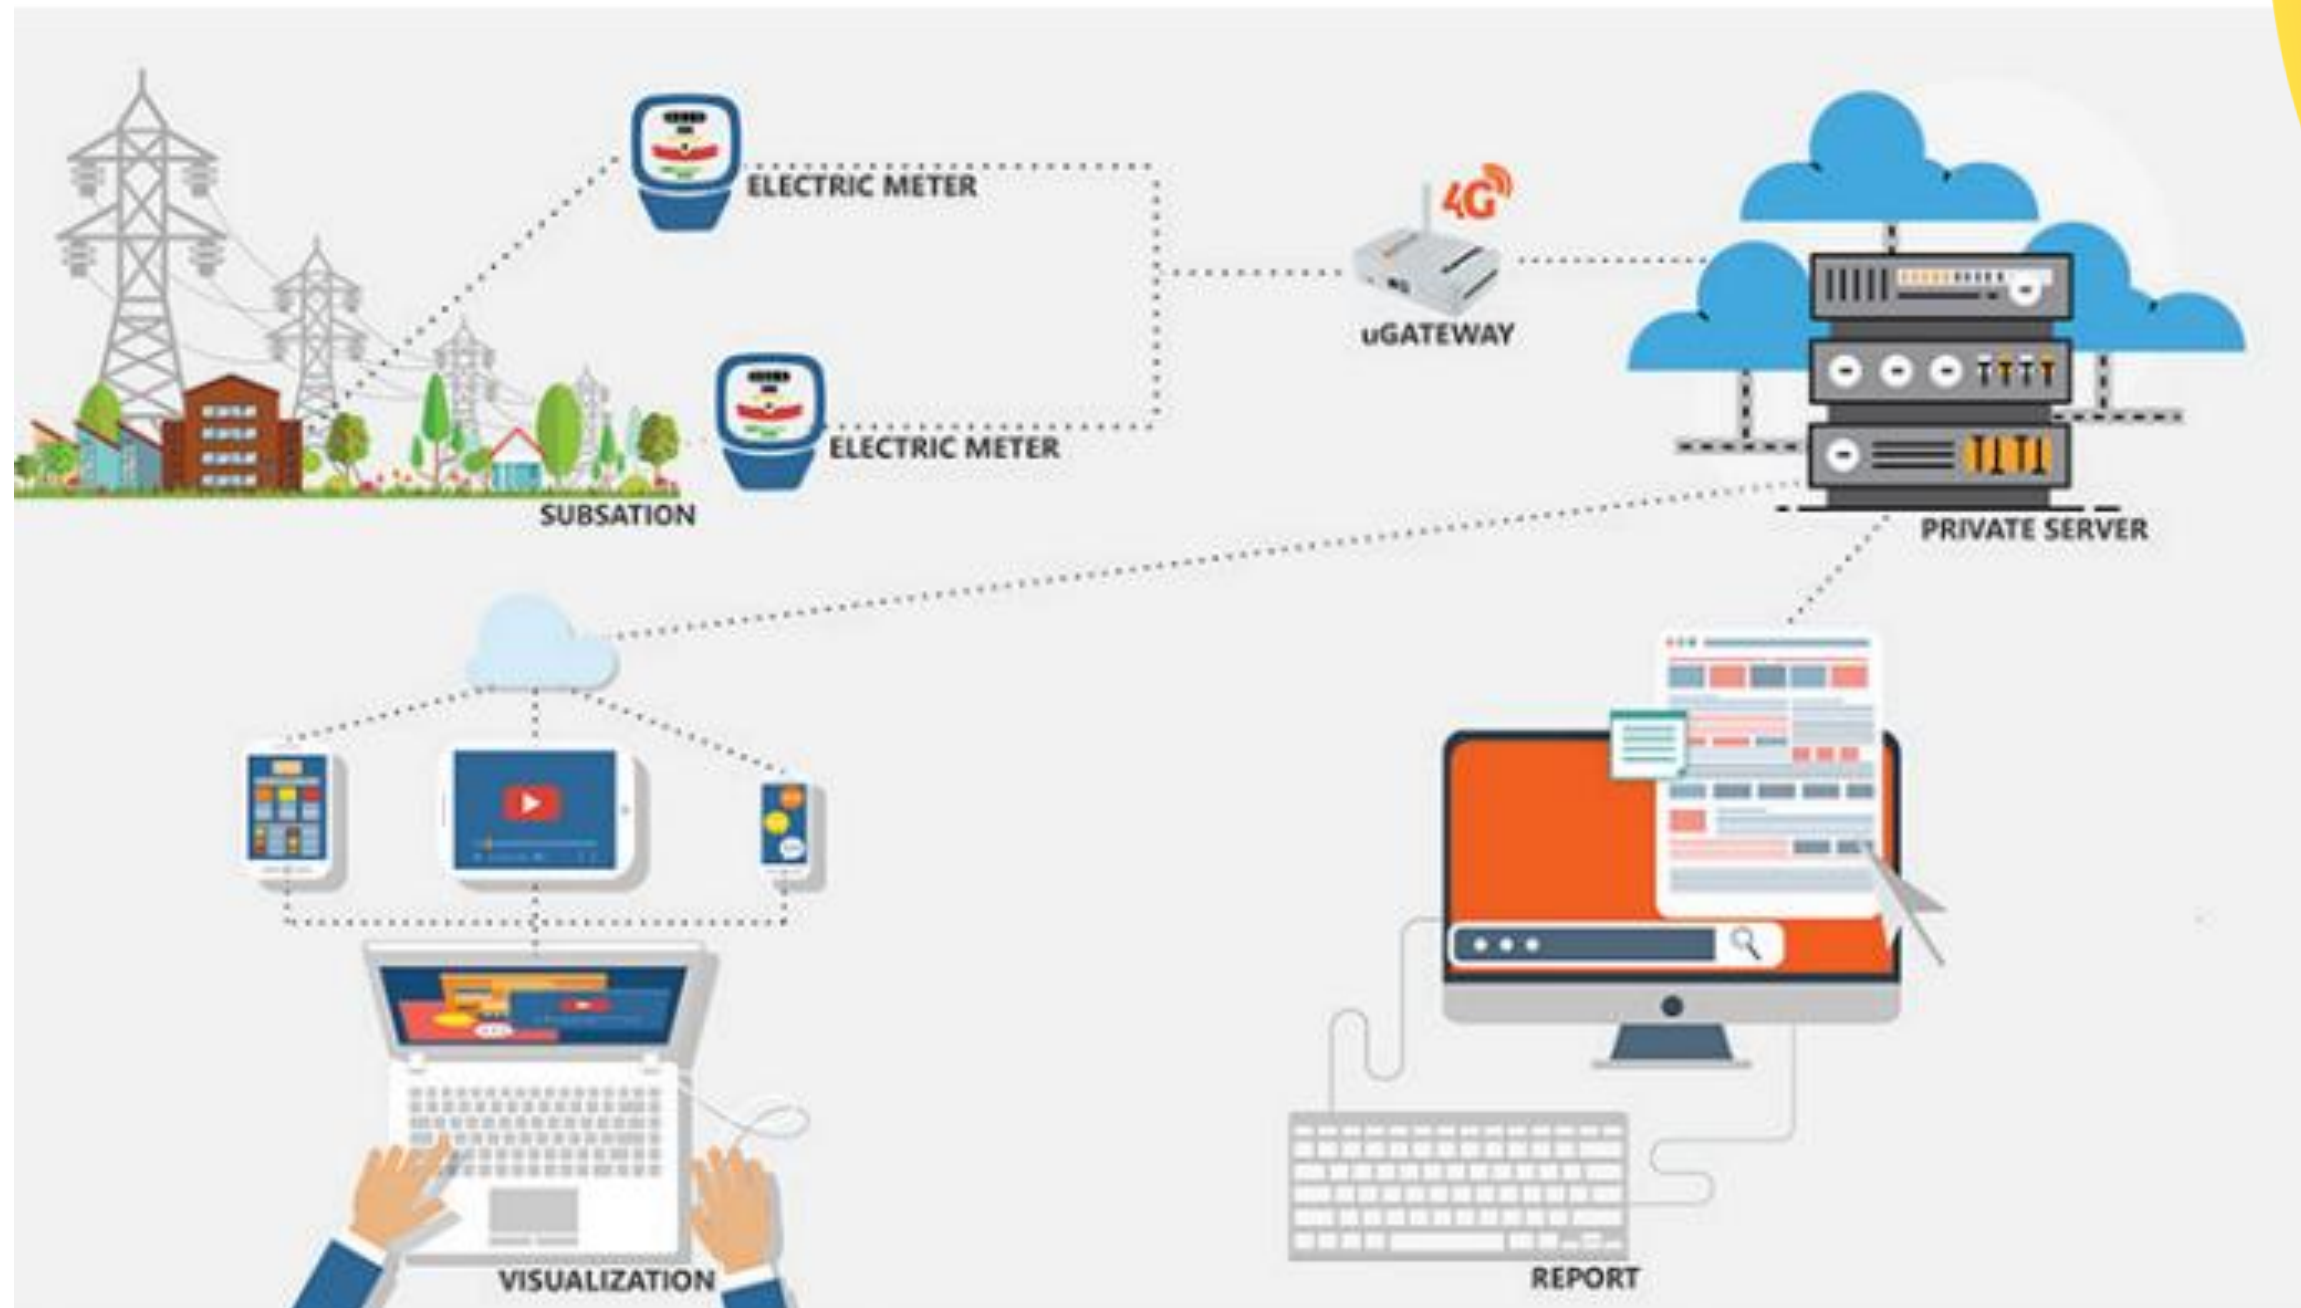 ELECTRIC METER
4G
uGATEWAY
ELECTRIC METER
SUBSATION
PRIVATE SERVER
VISUALIZATION
REPORT